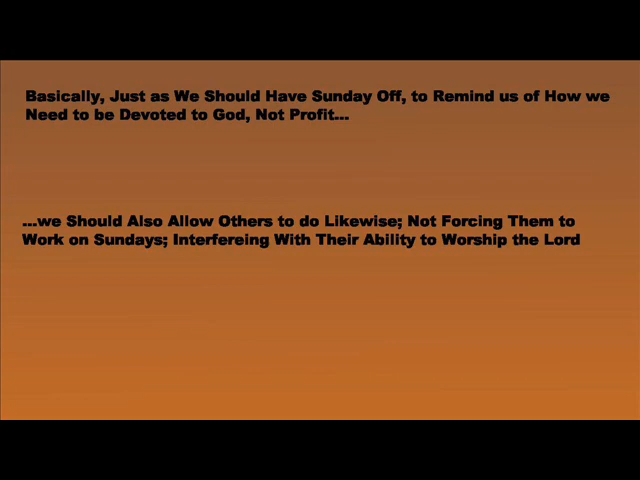 Basically, Just as We Should Have Sunday Off, to Remind us of How we
Need to be Devoted to God, Not Profit...
...we Should Also Allow Others to do Likewise; Not Forcing Them to
Work on Sundays; Interfereing With Their Ability to Worship the Lord